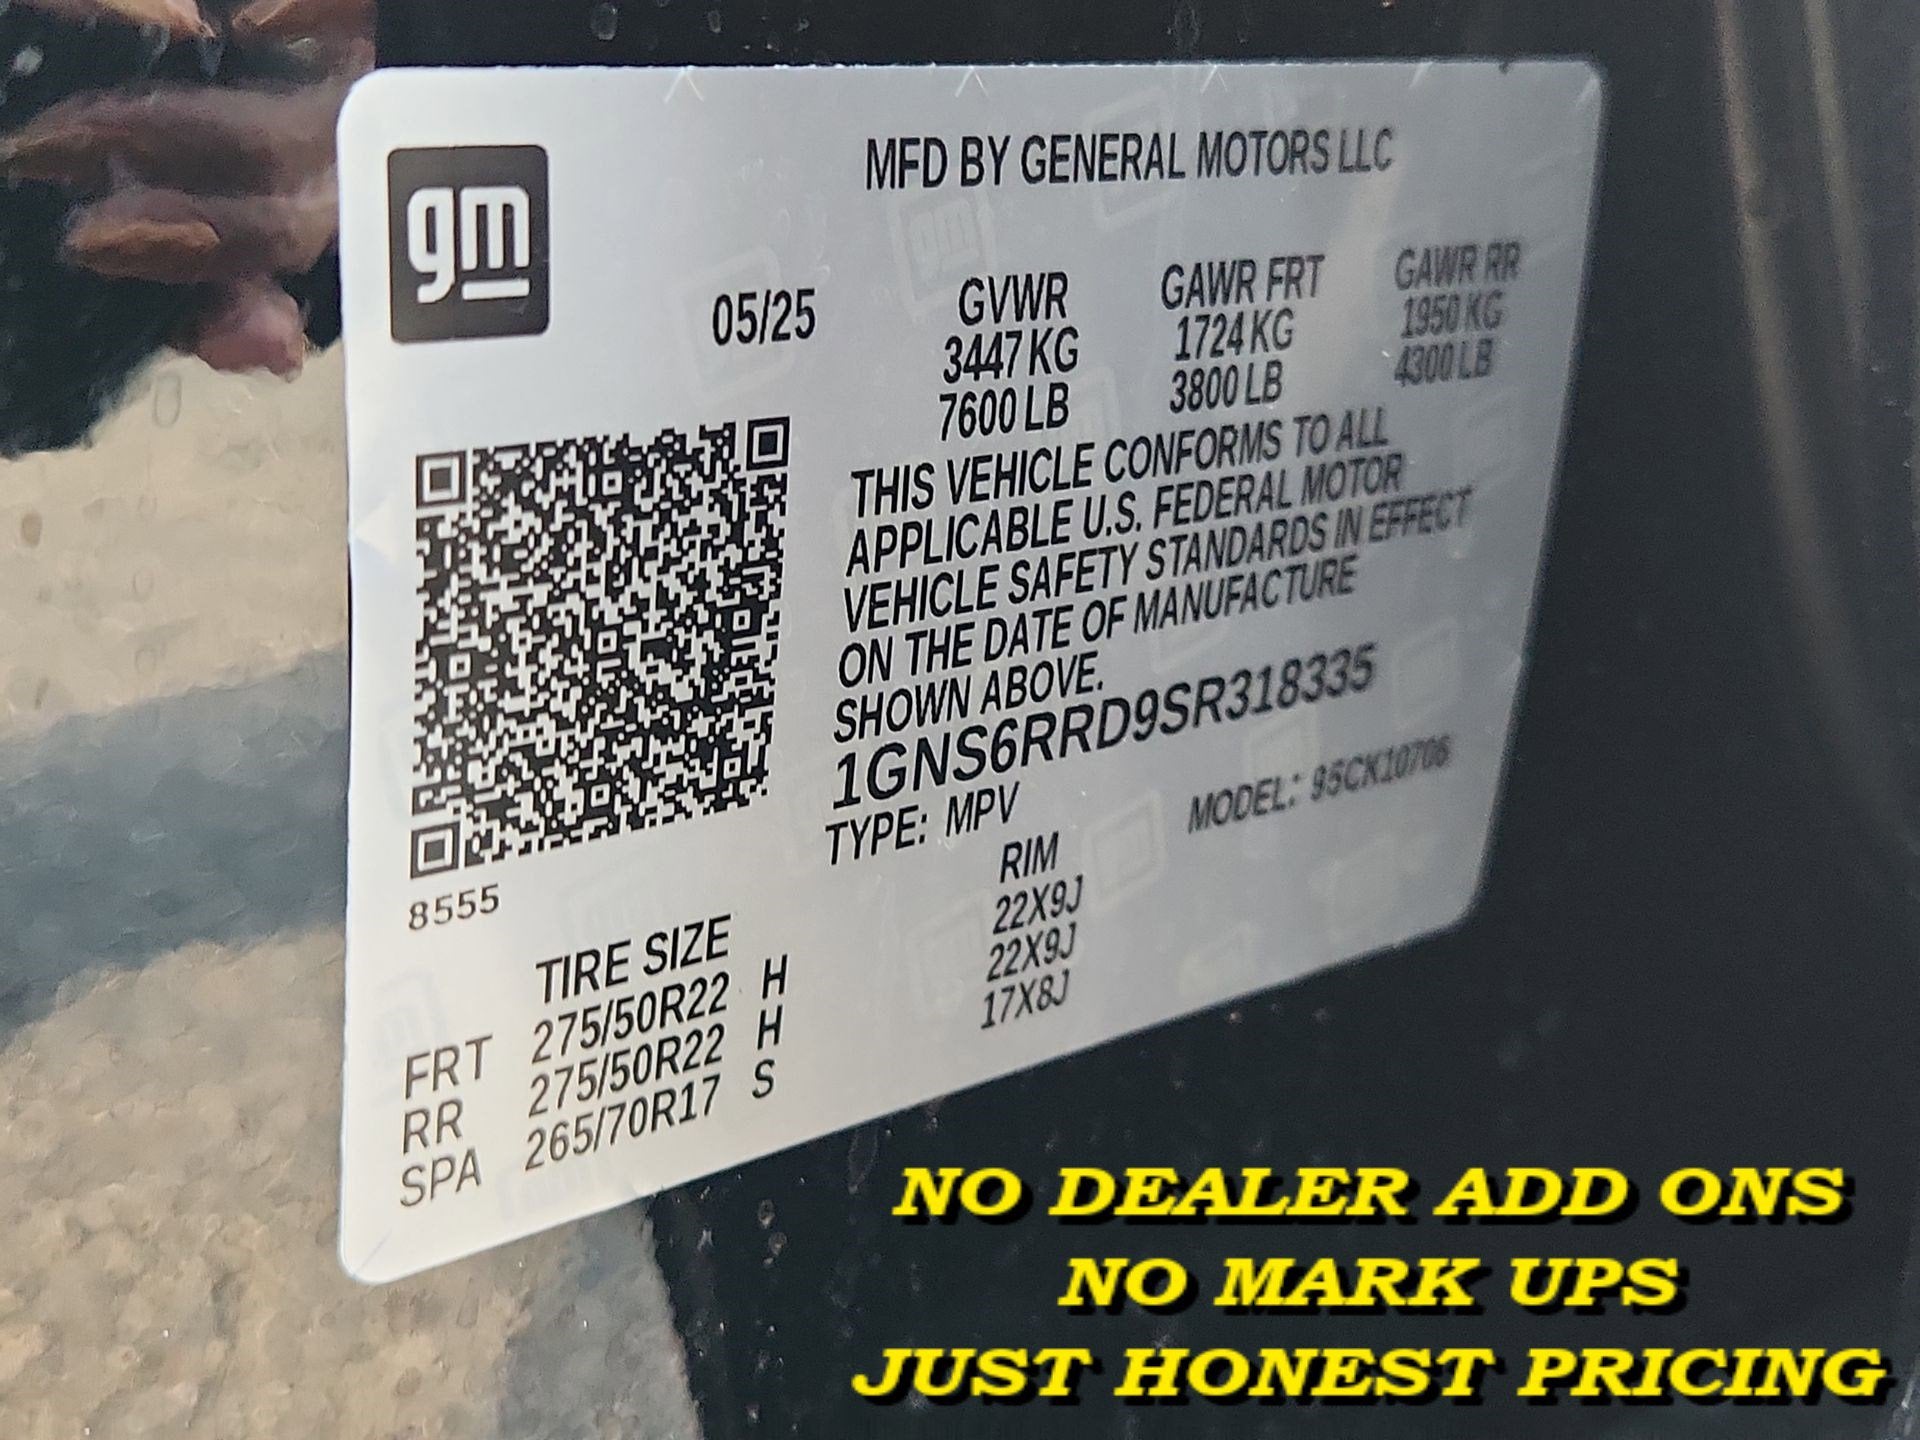 gm
MFD BY GENERAL MOTORS LLC
05/25
GVWR GAWR FRT GAWR RR
3447 KG 1724 KG 1950 KG
7600 LB 3800 LB 4300 LB
THIS VEHICLE CONFORMS TO ALL
APPLICABLE U.S. FEDERAL MOTOR
VEHICLE SAFETY STANDARDS IN EFFECT
ON THE DATE OF MANUFACTURE
SHOWN ABOVE.
1GNS6RRD9SR318335
TYPE: MPV MODEL: 95CK10706
8555
TIRE SIZE RIM
FRT 275/50R22 H 22X9J
RR 275/50R22 H 22X9J
SPA 265/70R17 S 17X8J
NO DEALER ADD ONS
NO MARK UPS
JUST HONEST PRICING